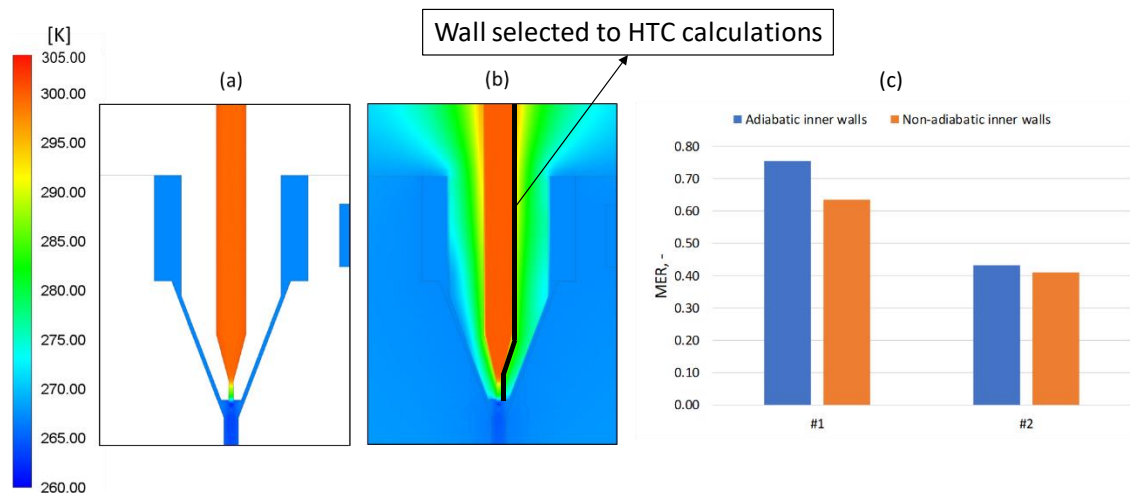 Wall selected to HTC calculations
[K]
305.00
300.00
295.00
290.00
285.00
280.00
275.00
270.00
265.00
260.00
(a)
(b)
(c)
Adiabatic inner walls
Non-adiabatic inner walls
MER, -
0.80
0.70
0.60
0.50
0.40
0.30
0.20
0.10
0.00
#1
#2